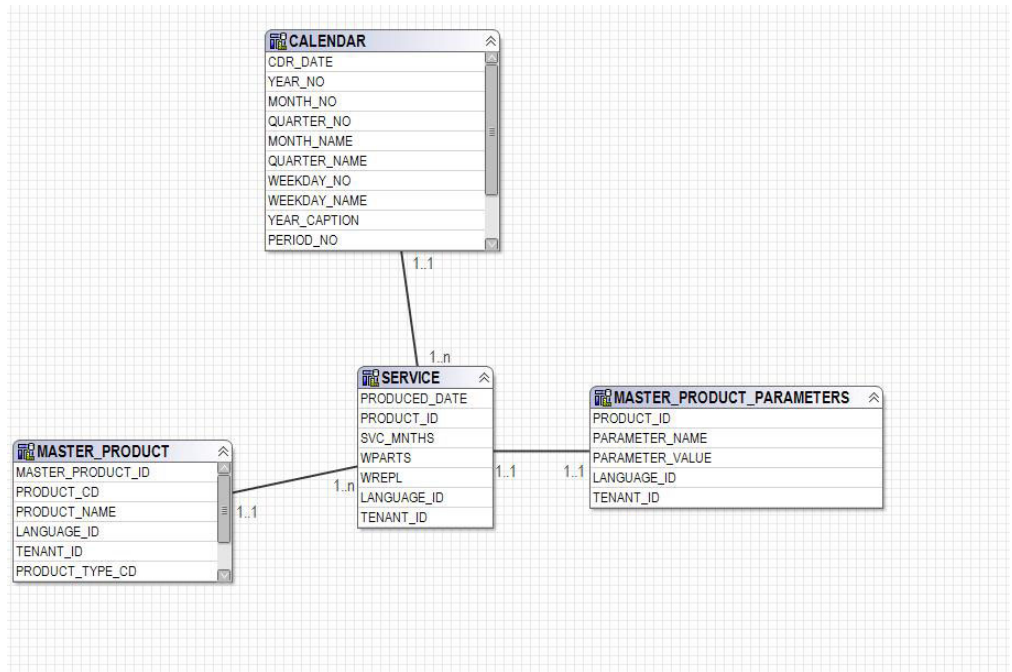 CALENDAR
CDR_DATE
YEAR_NO
MONTH_NO
QUARTER_NO
MONTH_NAME
QUARTER_NAME
WEEKDAY_NO
WEEKDAY_NAME
YEAR_CAPTION
PERIOD_NO
1..1
1..n
SERVICE
PRODUCED_DATE
PRODUCT_ID
SVC_MNTHS
WPARTS
WREPL
LANGUAGE_ID
TENANT_ID
1..1
1..1
MASTER_PRODUCT_PARAMETERS
PRODUCT_ID
PARAMETER_NAME
PARAMETER_VALUE
LANGUAGE_ID
TENANT_ID
MASTER_PRODUCT
MASTER_PRODUCT_ID
PRODUCT_CD
PRODUCT_NAME
LANGUAGE_ID
TENANT_ID
PRODUCT_TYPE_CD
1..1
1..n